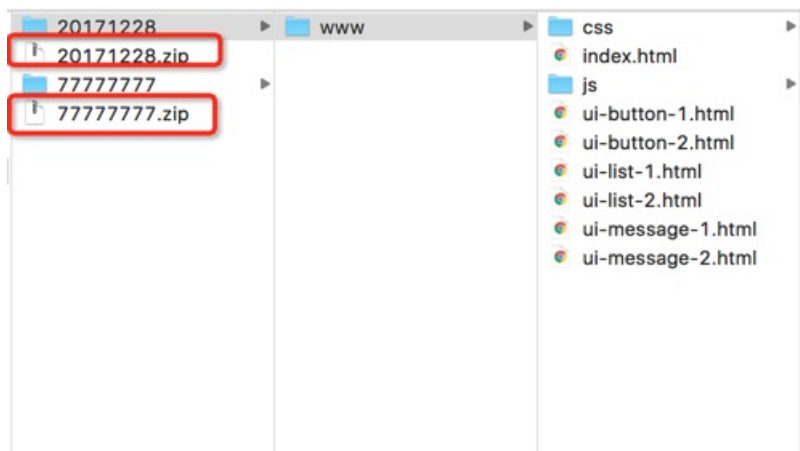 20171228
20171228.zip
77777777
77777777.zip
www
css
index.html
js
ui-button-1.html
ui-button-2.html
ui-list-1.html
ui-list-2.html
ui-message-1.html
ui-message-2.html